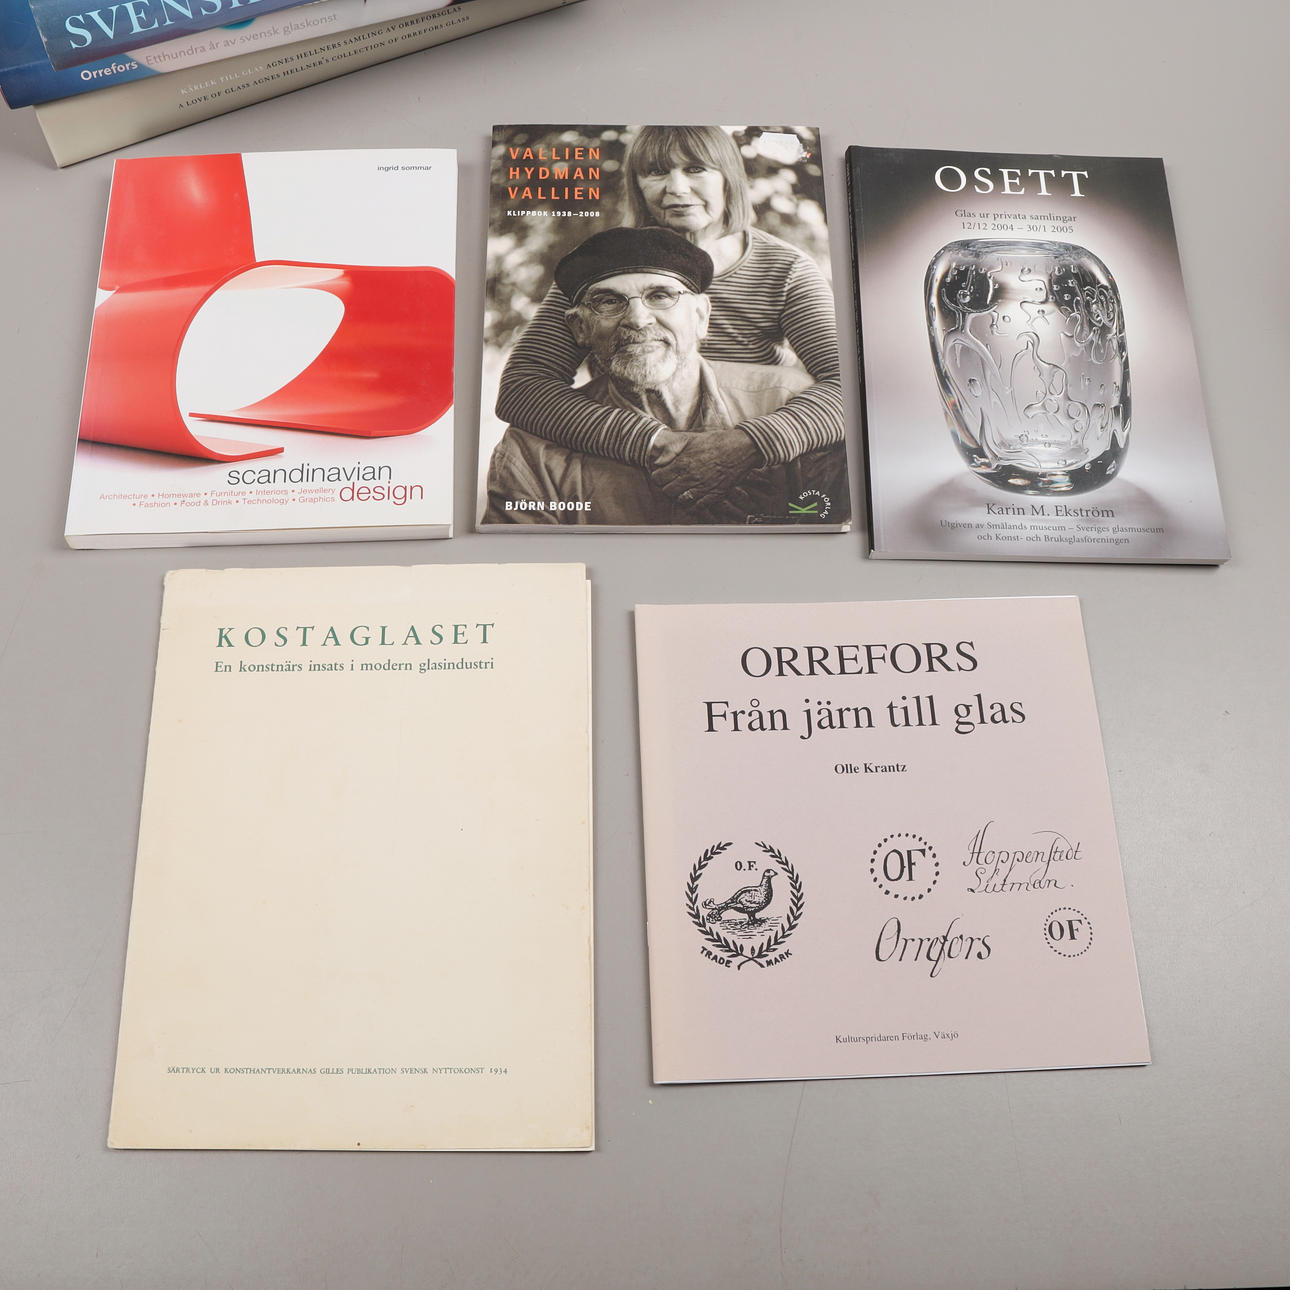 SVENSK
Orrefors Etthundra år av svensk glaskonst
KÄRLEK TILL GLAS AGNES HELLNERS SAMLING AV ORREFORSGLAS
A LOVE OF GLASS AGNES HELLNER'S COLLECTION OF ORREFORS GLASS
ingrid sommar
scandinavian
design
Architecture • Homeware • Furniture • Interiors • Jewellery
• Fashion • Food & Drink • Technology • Graphics
VALLIEN
HYDMAN
VALLIEN
KLIPPBOK 1938–2008
BJÖRN BOODE
K
KOSTA FÖRLAG
OSETT
Glas ur privata samlingar
12/12 2004 – 30/1 2005
Karin M. Ekström
Utgiven av Smålands museum – Sveriges glasmuseum
och Konst- och Bruksglasföreningen
KOSTAGLASET
En konstnärs insats i modern glasindustri
SÄRTRYCK UR KONSTHANTVERKARNAS GILLES PUBLIKATION SVENSK NYTTOKONST 1934
ORREFORS
Från järn till glas
Olle Krantz
O.F.
TRADE MARK
OF
Hoppenstedt
Lütman.
Orrefors
OF
Kulturspridaren Förlag, Växjö